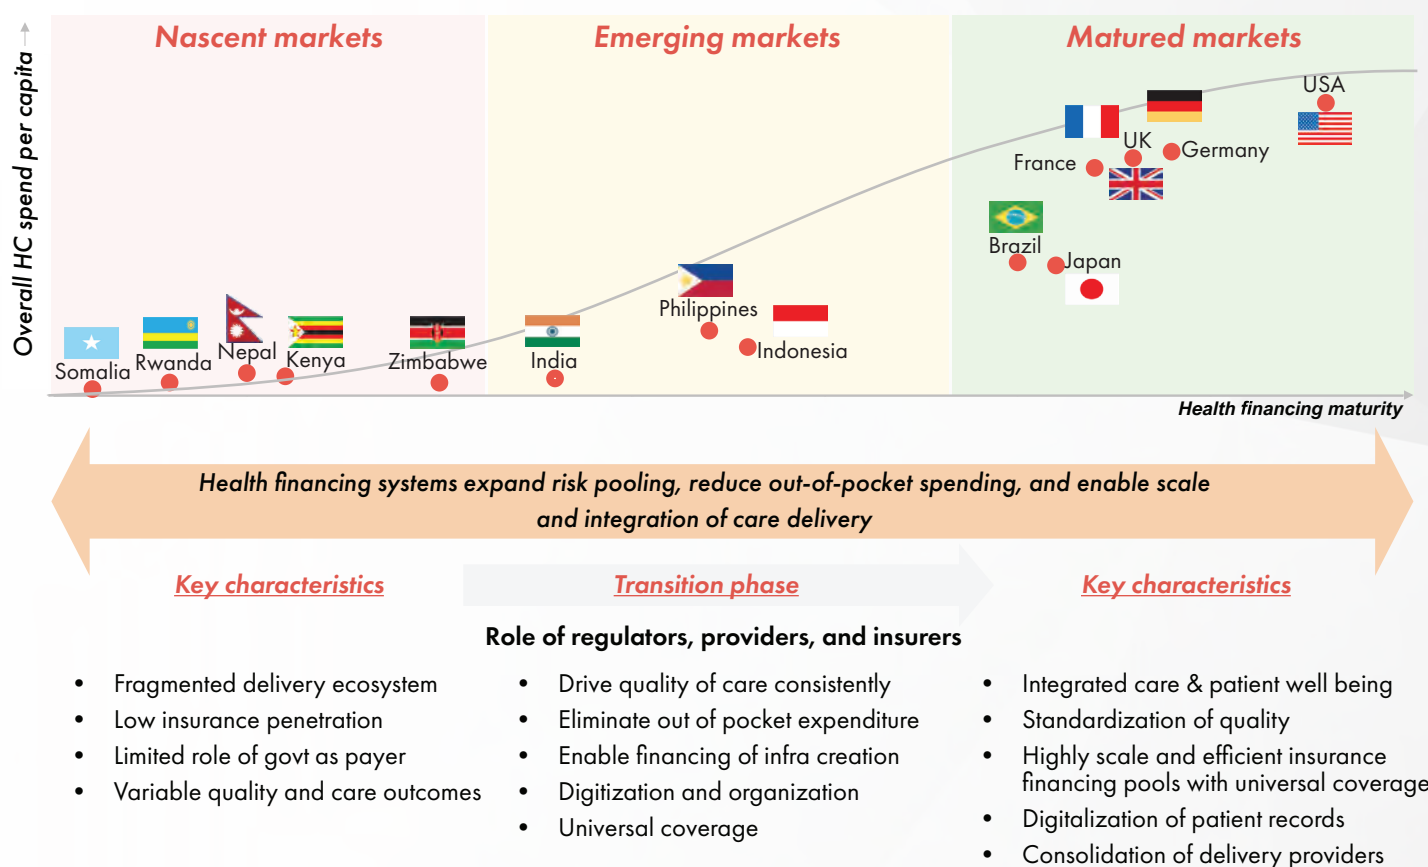 Nascent markets
Emerging markets
Matured markets
Overall HC spend per capita
USA
UK
France
Germany
Brazil
Japan
Philippines
Indonesia
Somalia
Rwanda
Nepal
Kenya
Zimbabwe
India
Health financing maturity
Health financing systems expand risk pooling, reduce out-of-pocket spending, and enable scale
and integration of care delivery
Key characteristics
Transition phase
Key characteristics
Role of regulators, providers, and insurers
• Fragmented delivery ecosystem
• Low insurance penetration
• Limited role of govt as payer
• Variable quality and care outcomes
• Drive quality of care consistently
• Eliminate out of pocket expenditure
• Enable financing of infra creation
• Digitization and organization
• Universal coverage
• Integrated care & patient well being
• Standardization of quality
• Highly scale and efficient insurance
financing pools with universal coverage
• Digitalization of patient records
• Consolidation of delivery providers